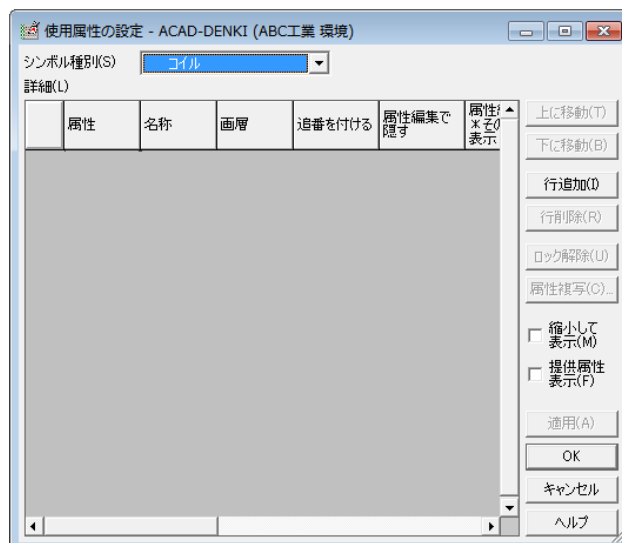 使用属性の設定 - ACAD-DENKI (ABC工業 環境)
シンボル種別(S)
コイル
詳細(L)
属性
名称
画層
追番を付ける
属性編集で
隠す
表示
上に移動(T)
下に移動(B)
行追加(I)
行削除(R)
ロック解除(U)
属性複写(C)...
縮小して
表示(M)
提供属性
表示(F)
適用(A)
OK
キャンセル
ヘルプ